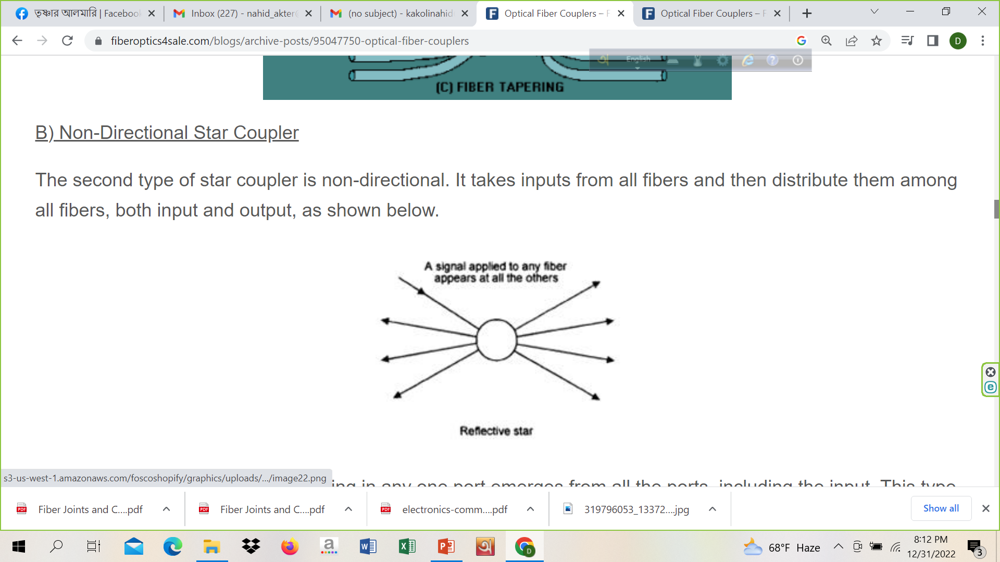 তৃষ্ণার আলমারি | Facebook
Inbox (227) - nahid_akter
(no subject) - kakolinahid
Optical Fiber Couplers – F
Optical Fiber Couplers – F
fiberoptics4sale.com/blogs/archive-posts/95047750-optical-fiber-couplers
D
অ English
(C) FIBER TAPERING
B) Non-Directional Star Coupler
The second type of star coupler is non-directional. It takes inputs from all fibers and then distribute them among
all fibers, both input and output, as shown below.
A signal applied to any fiber
appears at all the others
Reflective star
s3-us-west-1.amazonaws.com/foscoshopify/graphics/uploads/.../image22.png
ing in any one port emerges from all the ports, including the input. This type
Fiber Joints and C....pdf
Fiber Joints and C....pdf
electronics-comm....pdf
319796053_13372....jpg
Show all
68°F Haze
8:12 PM
12/31/2022
3